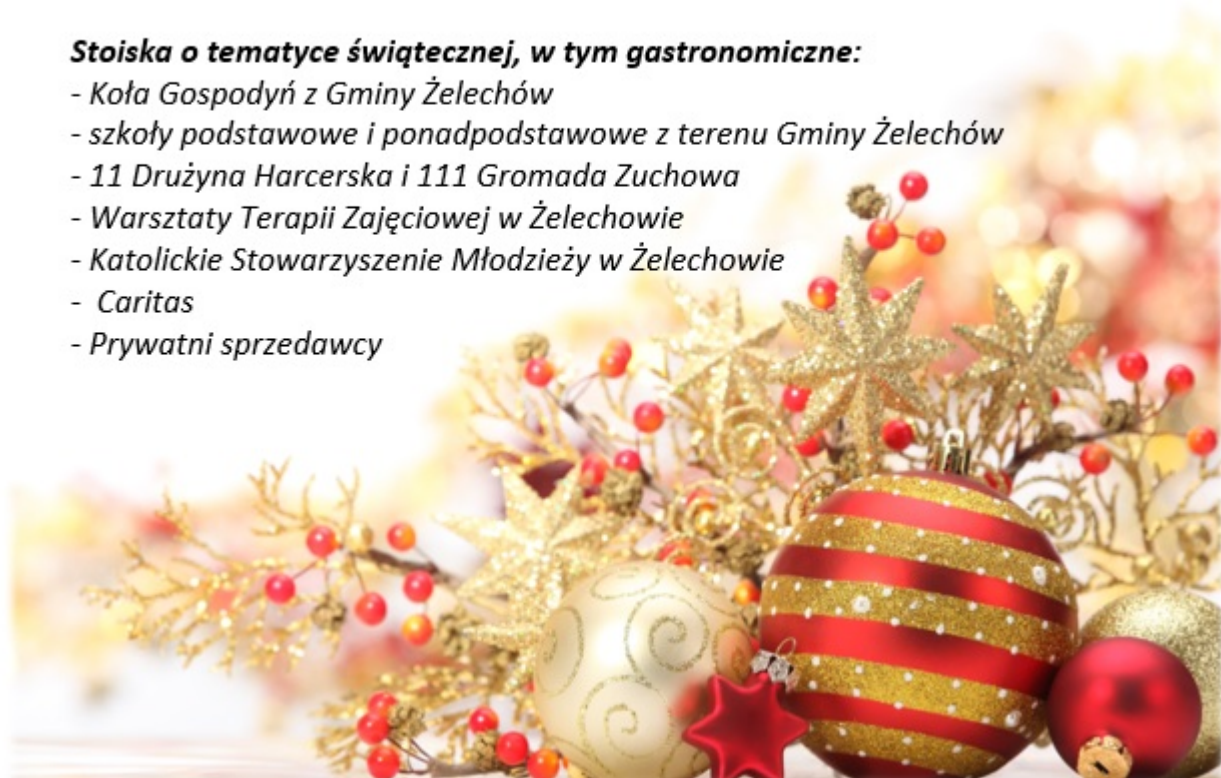 Stoiska o tematyce świątecznej, w tym gastronomiczne:
- Koła Gospodyń z Gminy Żelechów
- szkoły podstawowe i ponadpodstawowe z terenu Gminy Żelechów
- 11 Drużyna Harcerska i 111 Gromada Zuchowa
- Warsztaty Terapii Zajęciowej w Żelechowie
- Katolickie Stowarzyszenie Młodzieży w Żelechowie
-  Caritas
- Prywatni sprzedawcy